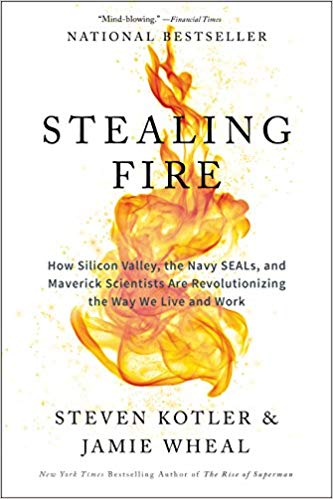 "Mind-blowing." —Financial Times
NATIONAL BESTSELLER
STEALING
FIRE
How Silicon Valley, the Navy SEALs, and
Maverick Scientists Are Revolutionizing
the Way We Live and Work
STEVEN KOTLER &
JAMIE WHEAL
New York Times Bestselling Author of The Rise of Superman